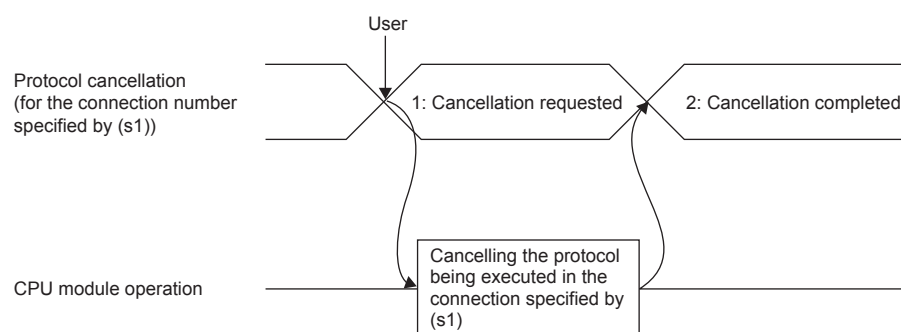 User
Protocol cancellation
(for the connection number
specified by (s1))
1: Cancellation requested
2: Cancellation completed
Cancelling the protocol
being executed in the
connection specified by
(s1)
CPU module operation